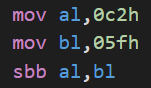 mov al,0c2h
mov bl,05fh
sbb al,bl